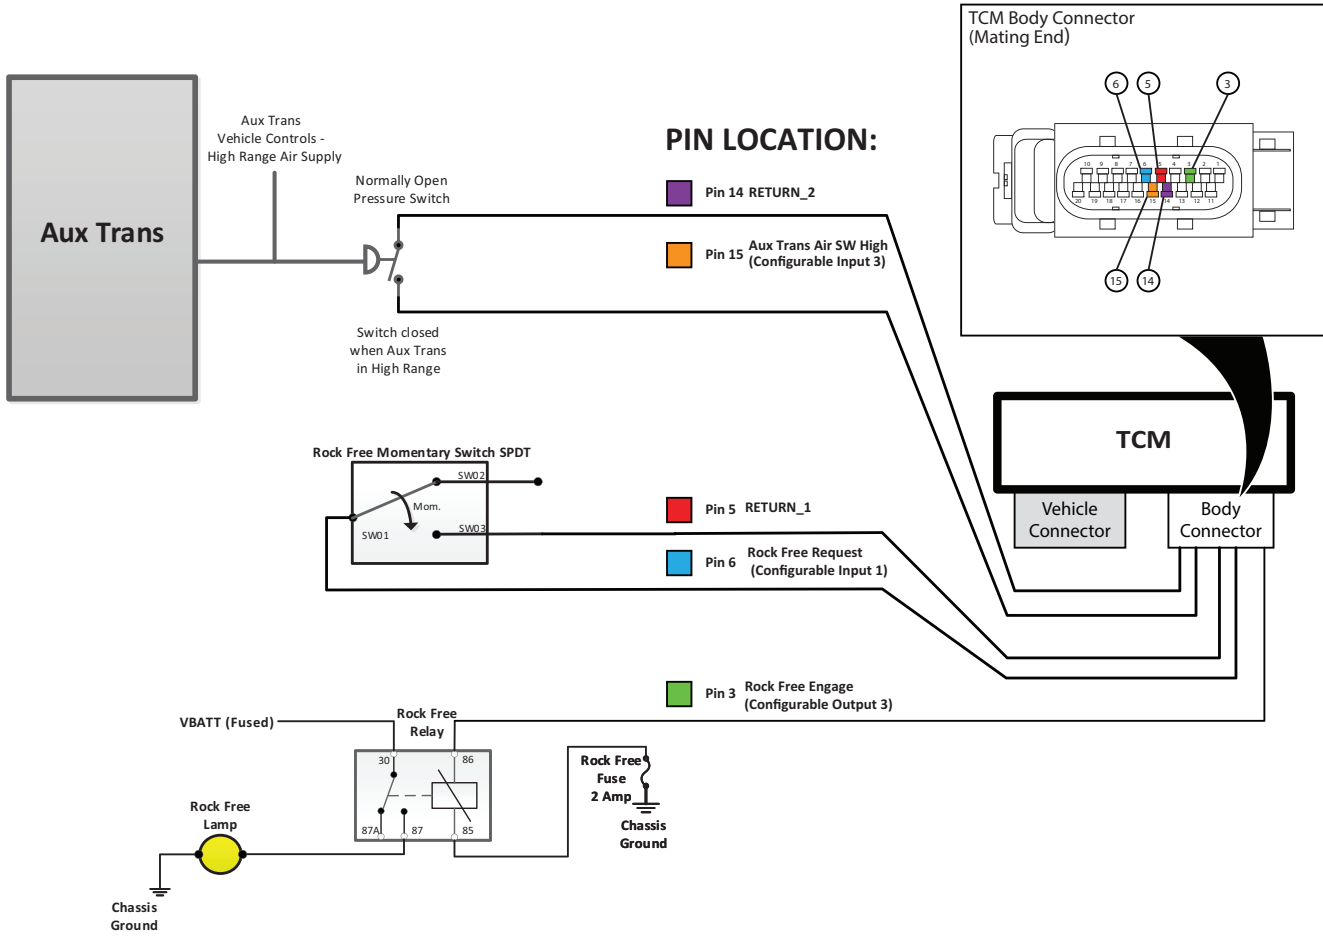 TCM Body Connector
(Mating End)
6 5 3
10 9 8 7 6 5 4 3 2 1
20 19 18 17 16 15 14 13 12 11
15 14
Aux Trans
Aux Trans
Vehicle Controls -
High Range Air Supply
Normally Open
Pressure Switch
Switch closed
when Aux Trans
in High Range
PIN LOCATION:
Pin 14 RETURN_2
Pin 15 Aux Trans Air SW High
(Configurable Input 3)
TCM
Vehicle
Connector
Body
Connector
Rock Free Momentary Switch SPDT
SW02
Mom.
SW01
SW03
Pin 5 RETURN_1
Pin 6 Rock Free Request
(Configurable Input 1)
Pin 3 Rock Free Engage
(Configurable Output 3)
VBATT (Fused)
Rock Free
Relay
30
86
87A
87
85
Rock Free
Fuse
2 Amp
Chassis
Ground
Rock Free
Lamp
Chassis
Ground